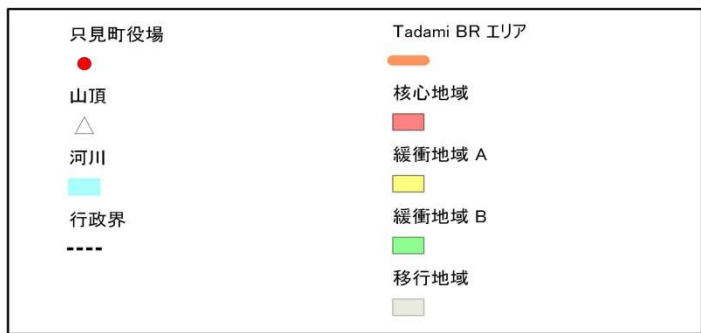 只見町役場
山頂
河川
行政界
Tadami BR エリア
核心地域
緩衝地域 A
緩衝地域 B
移行地域